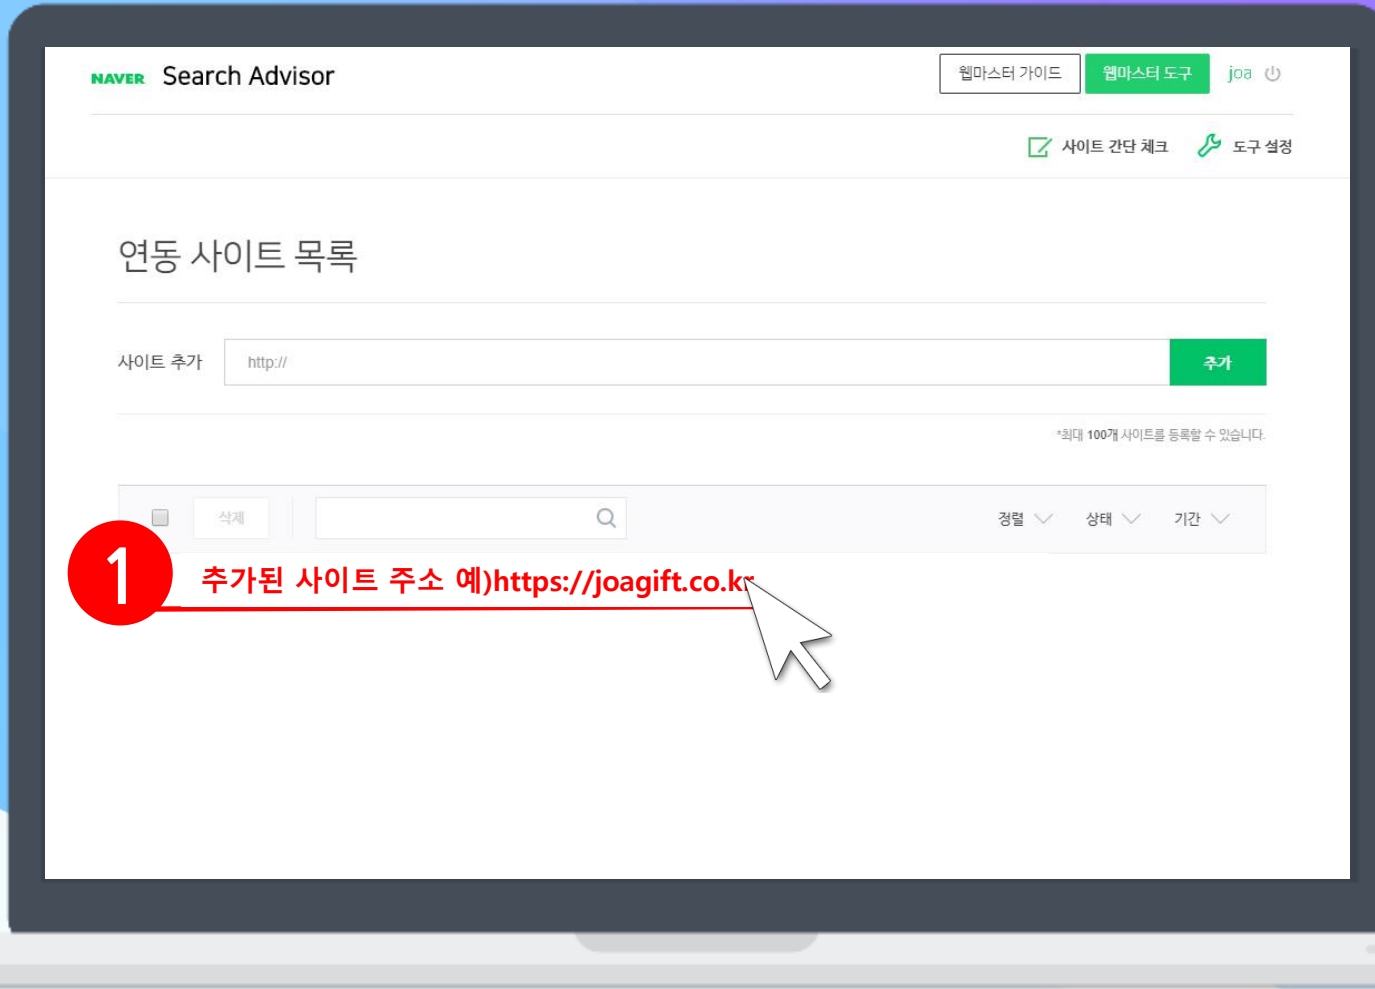 NAVER Search Advisor
웹마스터 가이드
웹마스터 도구
joa
사이트 간단 체크
도구 설정
연동 사이트 목록
사이트 추가
http://
추가
*최대 100개 사이트를 등록할 수 있습니다.
삭제
정렬
상태
기간
1
추가된 사이트 주소 예)https://joagift.co.kr